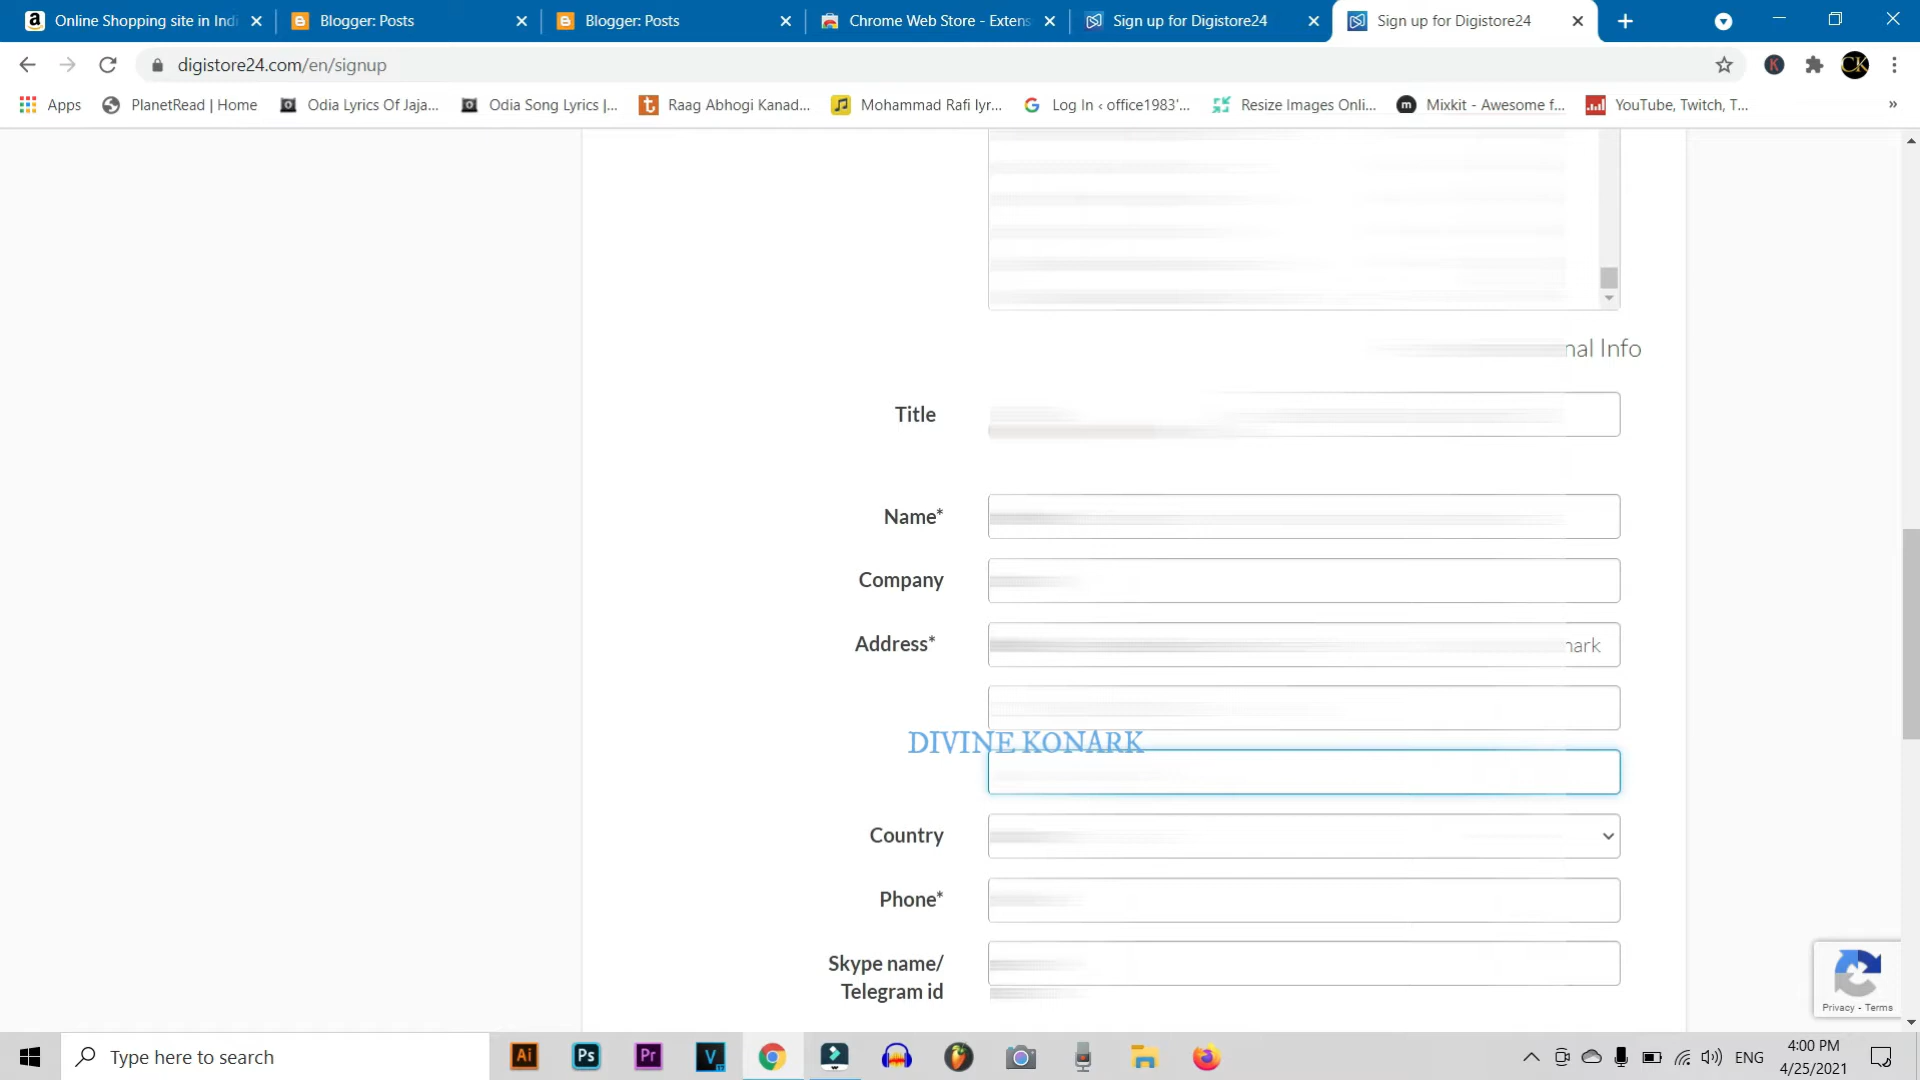 Online Shopping site in Indi
Blogger: Posts
Blogger: Posts
Chrome Web Store - Extens
Sign up for Digistore24
Sign up for Digistore24
digistore24.com/en/signup
K
CK
Apps
PlanetRead | Home
Odia Lyrics Of Jaja...
Odia Song Lyrics |...
Raag Abhogi Kanad...
Mohammad Rafi lyr...
Log In ‹ office1983'...
Resize Images Onli...
Mixkit - Awesome f...
YouTube, Twitch, T...
»
nal Info
Title
Name*
Company
Address*
nark
DIVINE KONARK
Country
Phone*
Skype name/
Telegram id
Privacy - Terms
Type here to search
Ai
Ps
Pr
V
ENG
4:00 PM
4/25/2021